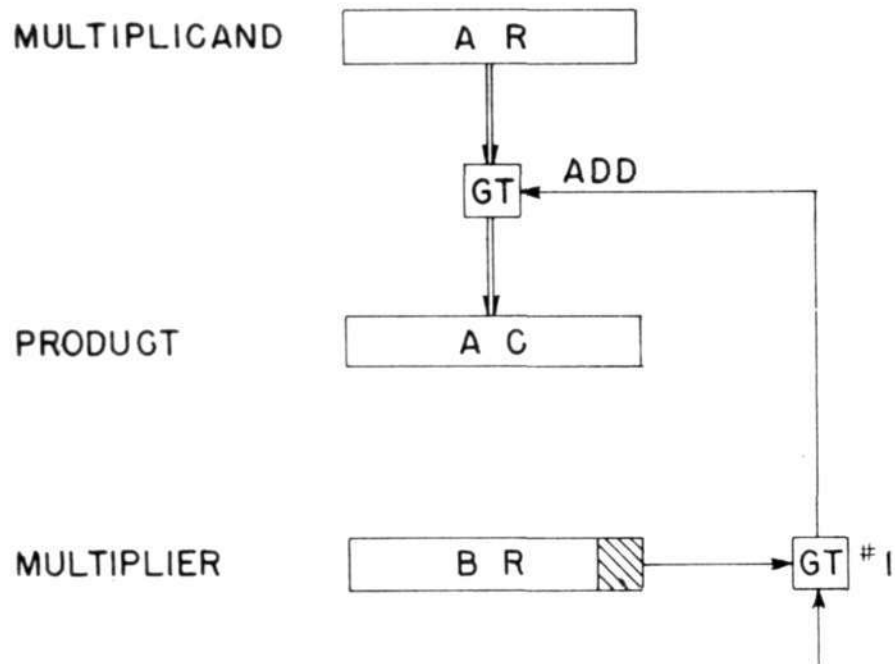 MULTIPLICAND A R
GT ADD
PRODUCT A C
MULTIPLIER B R GT #1